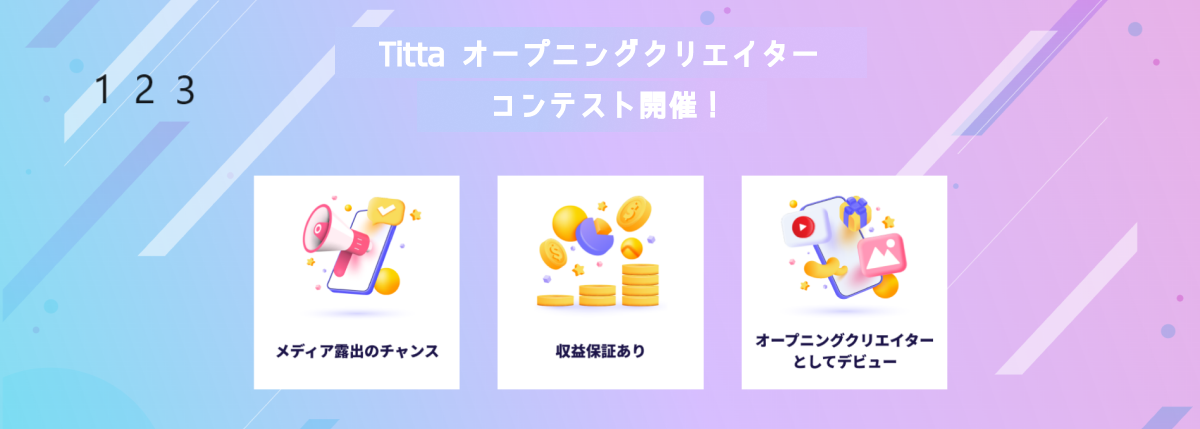 Titta オープニングクリエイター
1 2 3
コンテスト開催！
メディア露出のチャンス
収益保証あり
オープニングクリエイター
としてデビュー